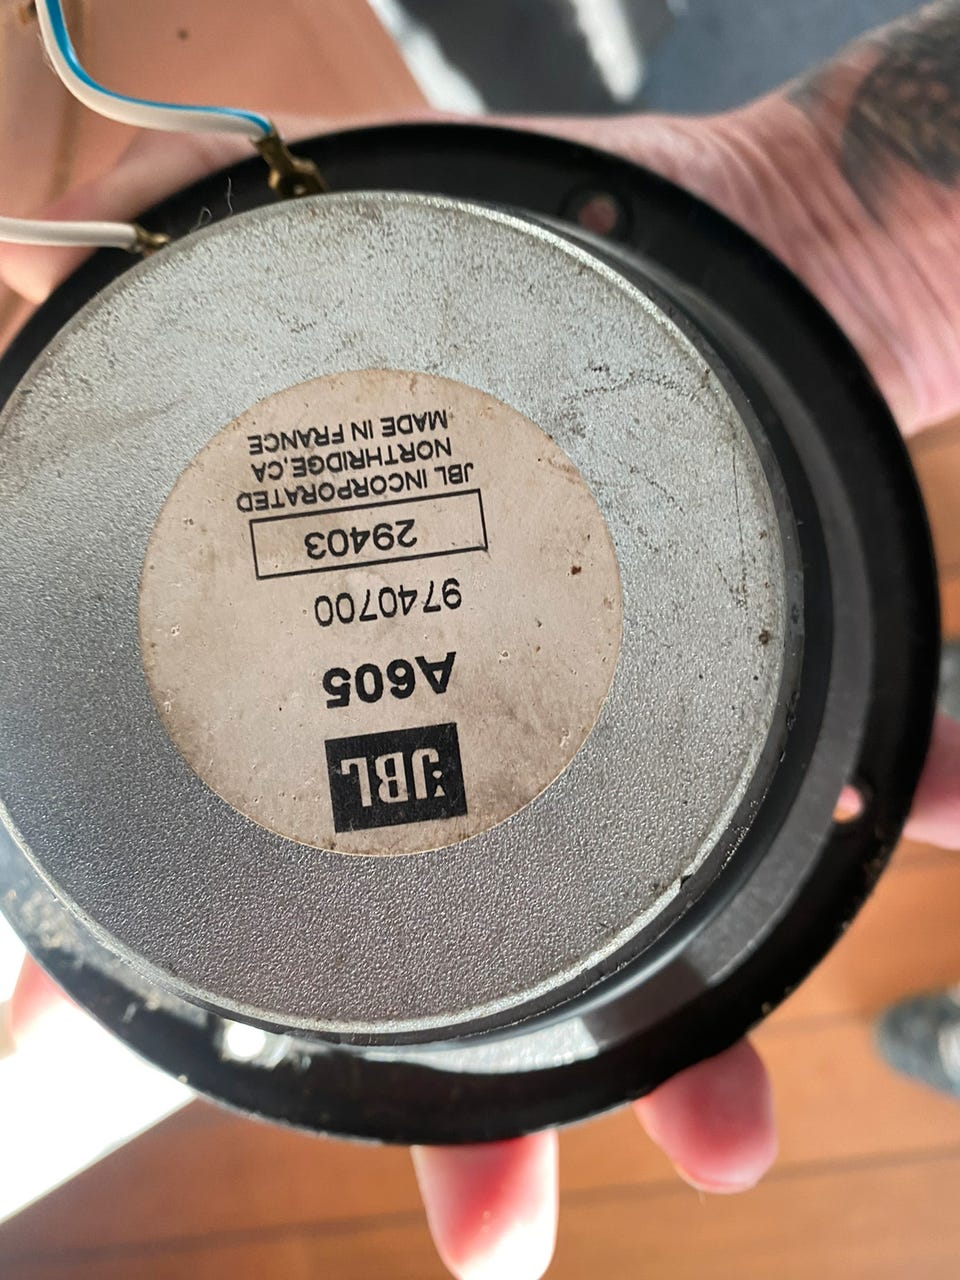 JBL
A605
9740700
29403
JBL INCORPORATED
NORTHRIDGE,CA
MADE IN FRANCE